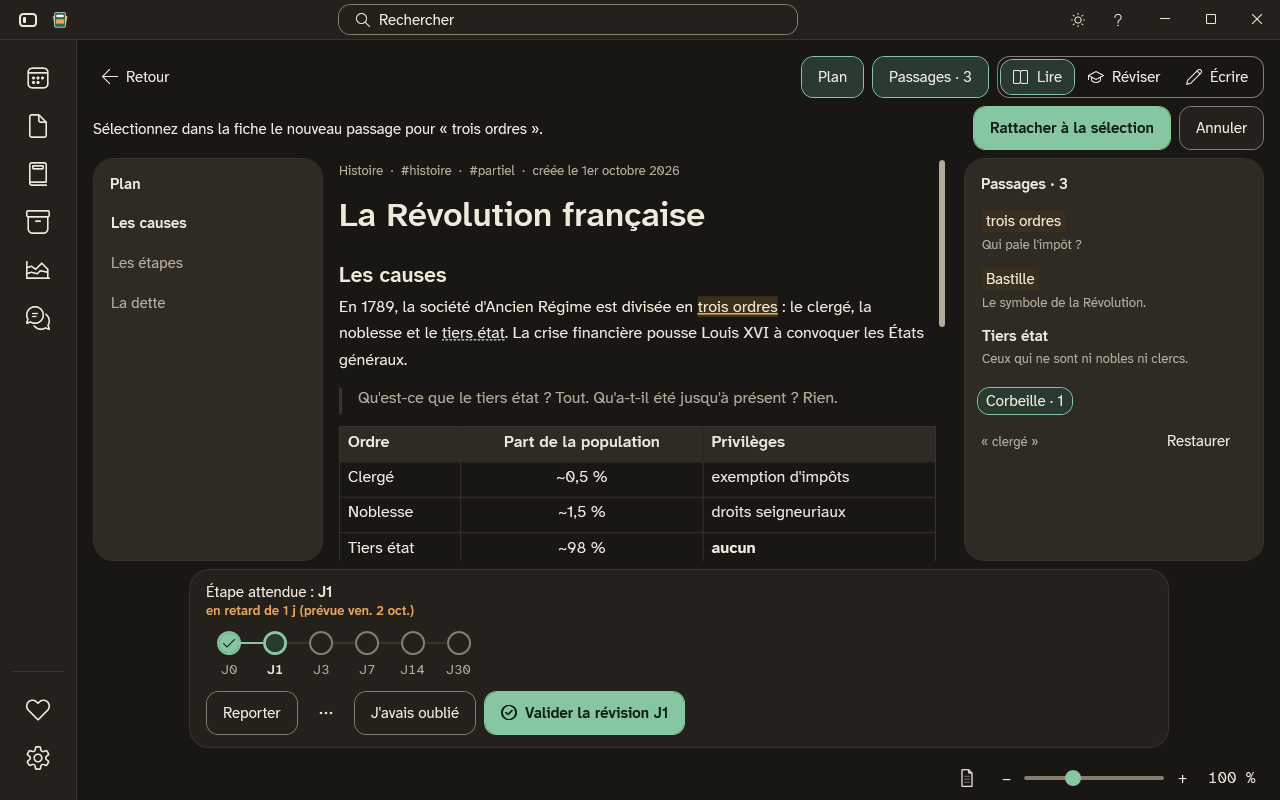 Rechercher
?
Retour
Plan
Passages · 3
Lire
Réviser
Écrire
Sélectionnez dans la fiche le nouveau passage pour « trois ordres ».
Rattacher à la sélection
Annuler
Plan
Les causes
Les étapes
La dette
Histoire · #histoire · #partiel · créée le 1er octobre 2026
La Révolution française
Les causes
En 1789, la société d'Ancien Régime est divisée en trois ordres : le clergé, la
noblesse et le tiers état. La crise financière pousse Louis XVI à convoquer les États
généraux.
Qu'est-ce que le tiers état ? Tout. Qu'a-t-il été jusqu'à présent ? Rien.
Ordre Part de la population Privilèges
Clergé ~0,5 % exemption d'impôts
Noblesse ~1,5 % droits seigneuriaux
Tiers état ~98 % aucun
Passages · 3
trois ordres
Qui paie l'impôt ?
Bastille
Le symbole de la Révolution.
Tiers état
Ceux qui ne sont ni nobles ni clercs.
Corbeille · 1
« clergé » Restaurer
Étape attendue : J1
en retard de 1 j (prévue ven. 2 oct.)
J0 J1 J3 J7 J14 J30
Reporter
···
J'avais oublié
Valider la révision J1
– + 100 %